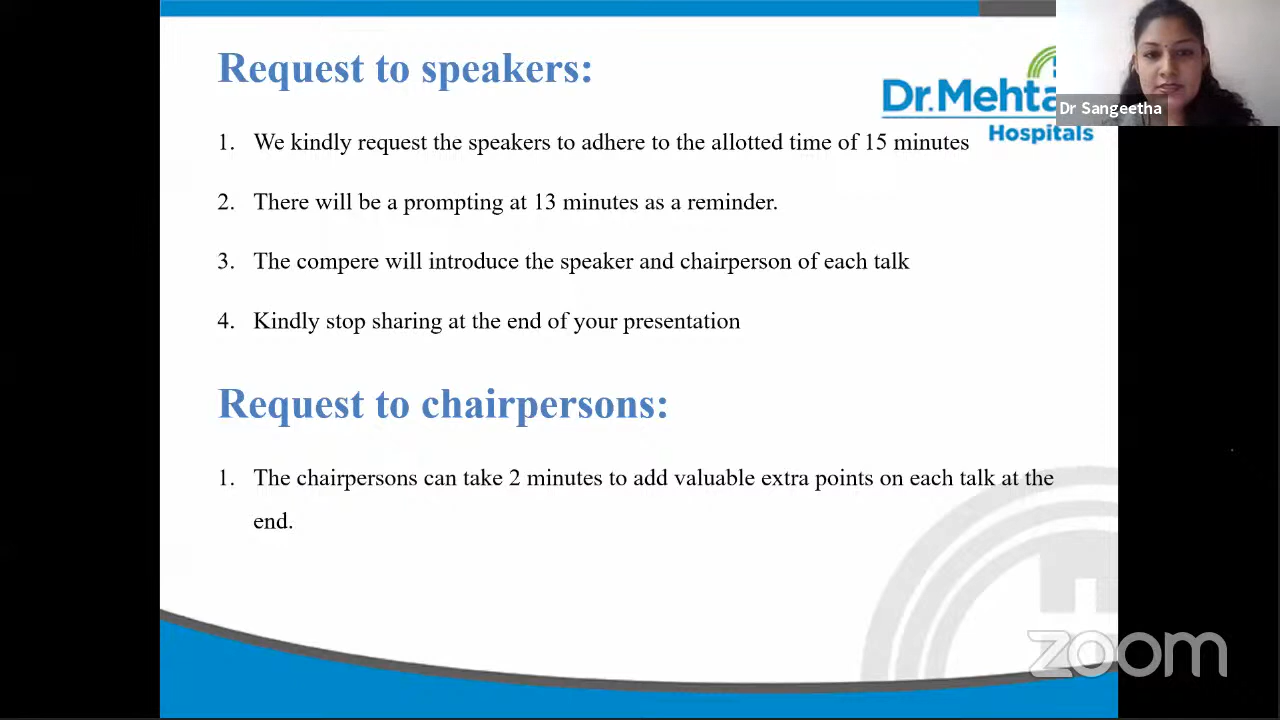 Request to speakers:
Dr.Mehta
Hospitals
Dr Sangeetha
1. We kindly request the speakers to adhere to the allotted time of 15 minutes
2. There will be a prompting at 13 minutes as a reminder.
3. The compere will introduce the speaker and chairperson of each talk
4. Kindly stop sharing at the end of your presentation
Request to chairpersons:
1. The chairpersons can take 2 minutes to add valuable extra points on each talk at the
end.
zoom